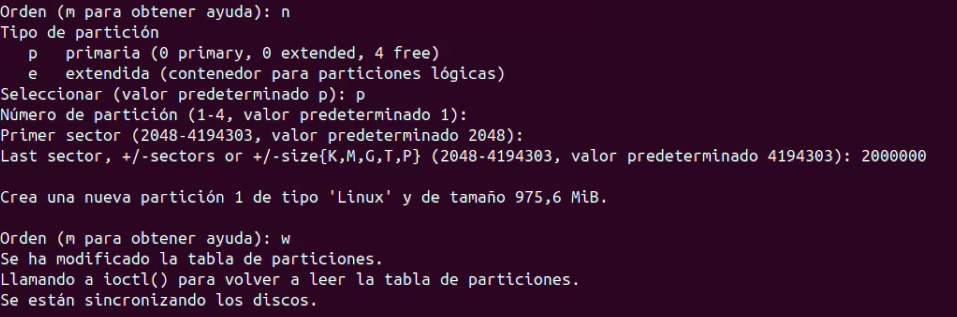 Orden (m para obtener ayuda): n
Tipo de partición
p primaria (0 primary, 0 extended, 4 free)
e extendida (contenedor para particiones lógicas)
Seleccionar (valor predeterminado p): p
Número de partición (1-4, valor predeterminado 1):
Primer sector (2048-4194303, valor predeterminado 2048):
Last sector, +/-sectors or +/-size{K,M,G,T,P} (2048-4194303, valor predeterminado 4194303): 2000000
Crea una nueva partición 1 de tipo 'Linux' y de tamaño 975,6 MiB.
Orden (m para obtener ayuda): w
Se ha modificado la tabla de particiones.
Llamando a ioctl() para volver a leer la tabla de particiones.
Se están sincronizando los discos.